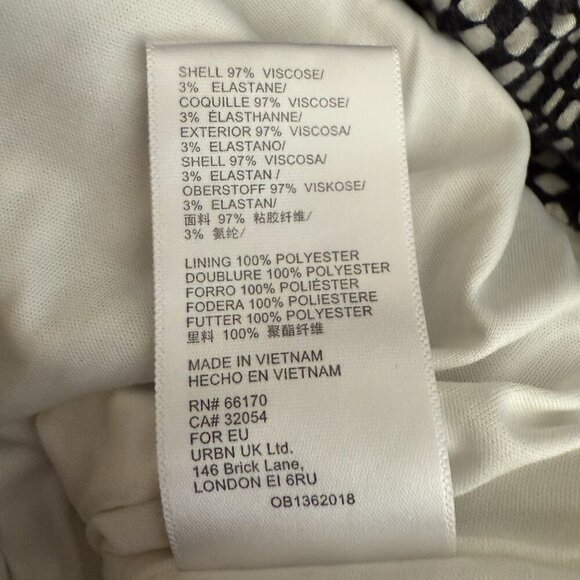 SHELL 97% VISCOSE/
3% ELASTANE/
COQUILLE 97% VISCOSE/
3% ÉLASTHANNE/
EXTERIOR 97% VISCOSA/
3% ELASTANO/
SHELL 97% VISCOSA/
3% ELASTAN /
OBERSTOFF 97% VISKOSE/
3% ELASTAN/
面料 97% 粘胶纤维/
3% 氨纶/
LINING 100% POLYESTER
DOUBLURE 100% POLYESTER
FORRO 100% POLIÉSTER
FODERA 100% POLIESTERE
FUTTER 100% POLYESTER
里料 100% 聚酯纤维
MADE IN VIETNAM
HECHO EN VIETNAM
RN# 66170
CA# 32054
FOR EU
URBN UK Ltd.
146 Brick Lane,
LONDON EI 6RU
OB1362018